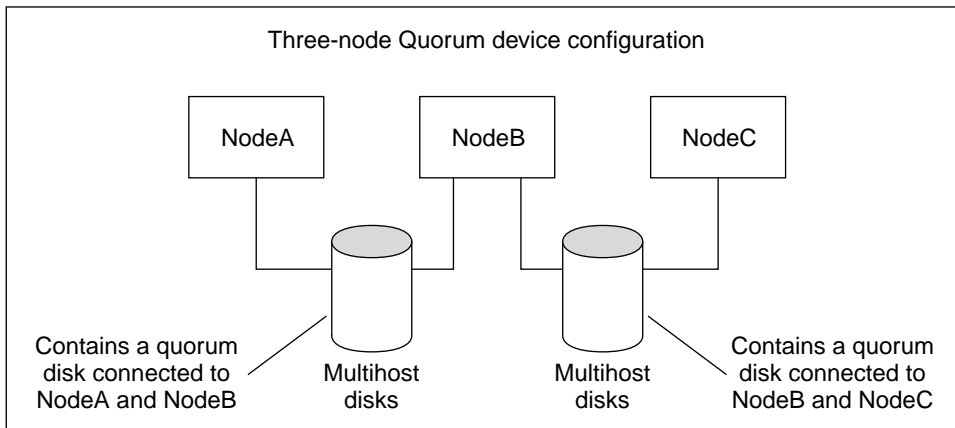 Three-node Quorum device configuration
NodeA
NodeB
NodeC
Contains a quorum
disk connected to
NodeA and NodeB
Multihost
disks
Multihost
disks
Contains a quorum
disk connected to
NodeB and NodeC